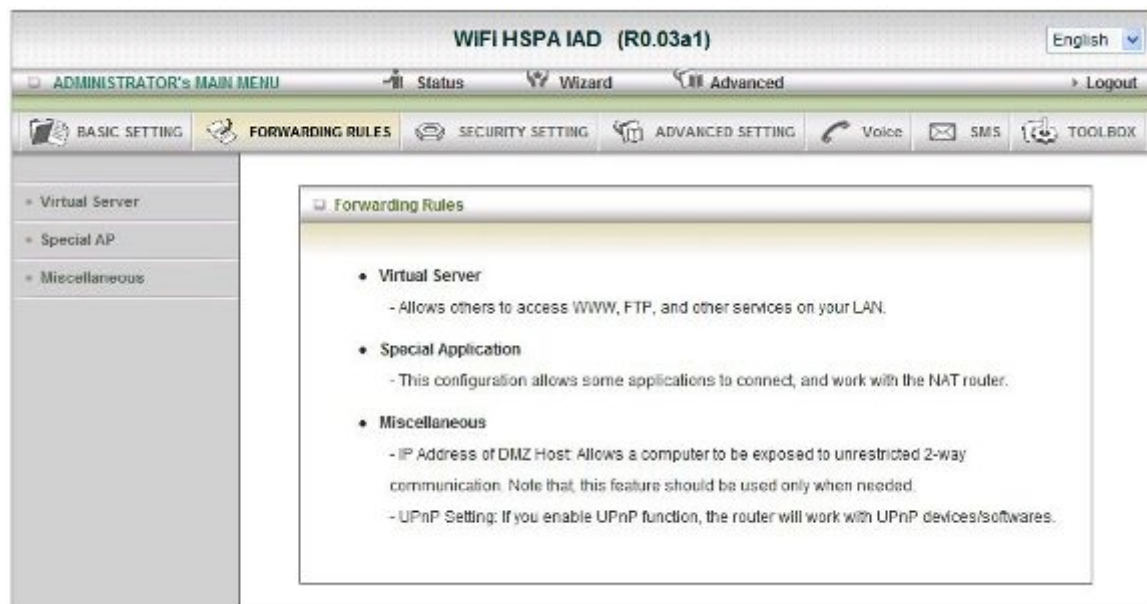 WiFi HSPA IAD (R0.03a1)
English
ADMINISTRATOR's MAIN MENU
Status
Wizard
Advanced
Logout
BASIC SETTING
FORWARDING RULES
SECURITY SETTING
ADVANCED SETTING
Voice
SMS
TOOLBOX
Virtual Server
Special AP
Miscellaneous
Forwarding Rules
• Virtual Server
- Allows others to access WWW, FTP, and other services on your LAN.
• Special Application
- This configuration allows some applications to connect, and work with the NAT router.
• Miscellaneous
- IP Address of DMZ Host: Allows a computer to be exposed to unrestricted 2-way
communication. Note that, this feature should be used only when needed.
- UPnP Setting: If you enable UPnP function, the router will work with UPnP devices/softwares.